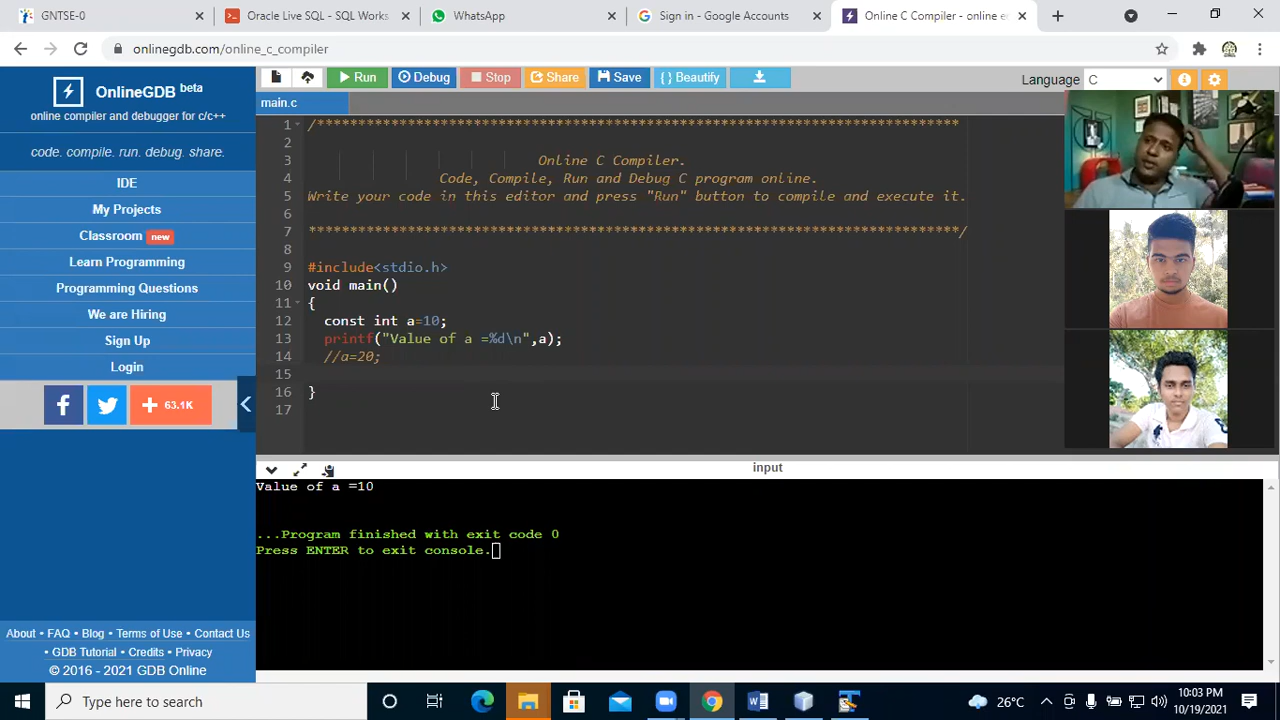 GNTSE-0
Oracle Live SQL - SQL Works
WhatsApp
Sign in - Google Accounts
Online C Compiler - online e
onlinegdb.com/online_c_compiler
OnlineGDB beta
online compiler and debugger for c/c++
code. compile. run. debug. share.
IDE
My Projects
Classroom new
Learn Programming
Programming Questions
We are Hiring
Sign Up
Login
63.1K
About • FAQ • Blog • Terms of Use • Contact Us
• GDB Tutorial • Credits • Privacy
© 2016 - 2021 GDB Online
Run
Debug
Stop
Share
Save
{ } Beautify
Language C
main.c
1 /******************************************************************************
2
3 Online C Compiler.
4 Code, Compile, Run and Debug C program online.
5 Write your code in this editor and press "Run" button to compile and execute it.
6
7 *******************************************************************************/
8
9 #include<stdio.h>
10 void main()
11 {
12 const int a=10;
13 printf("Value of a =%d\n",a);
14 //a=20;
15
16 }
17
input
Value of a =10
...Program finished with exit code 0
Press ENTER to exit console.
Type here to search
26°C
10:03 PM
10/19/2021